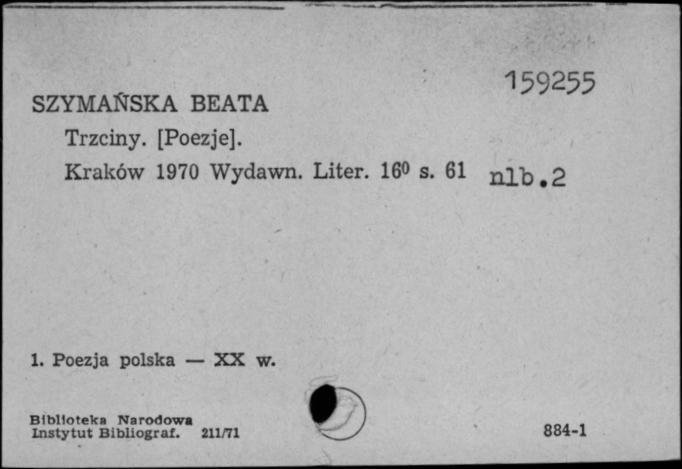 159255
SZYMAŃSKA BEATA
Trzciny. [Poezje].
Kraków 1970 Wydawn. Liter. 16⁰ s. 61 nlb.2
1. Poezja polska — XX w.
Biblioteka Narodowa
Instytut Bibliograf. 211/71
884-1